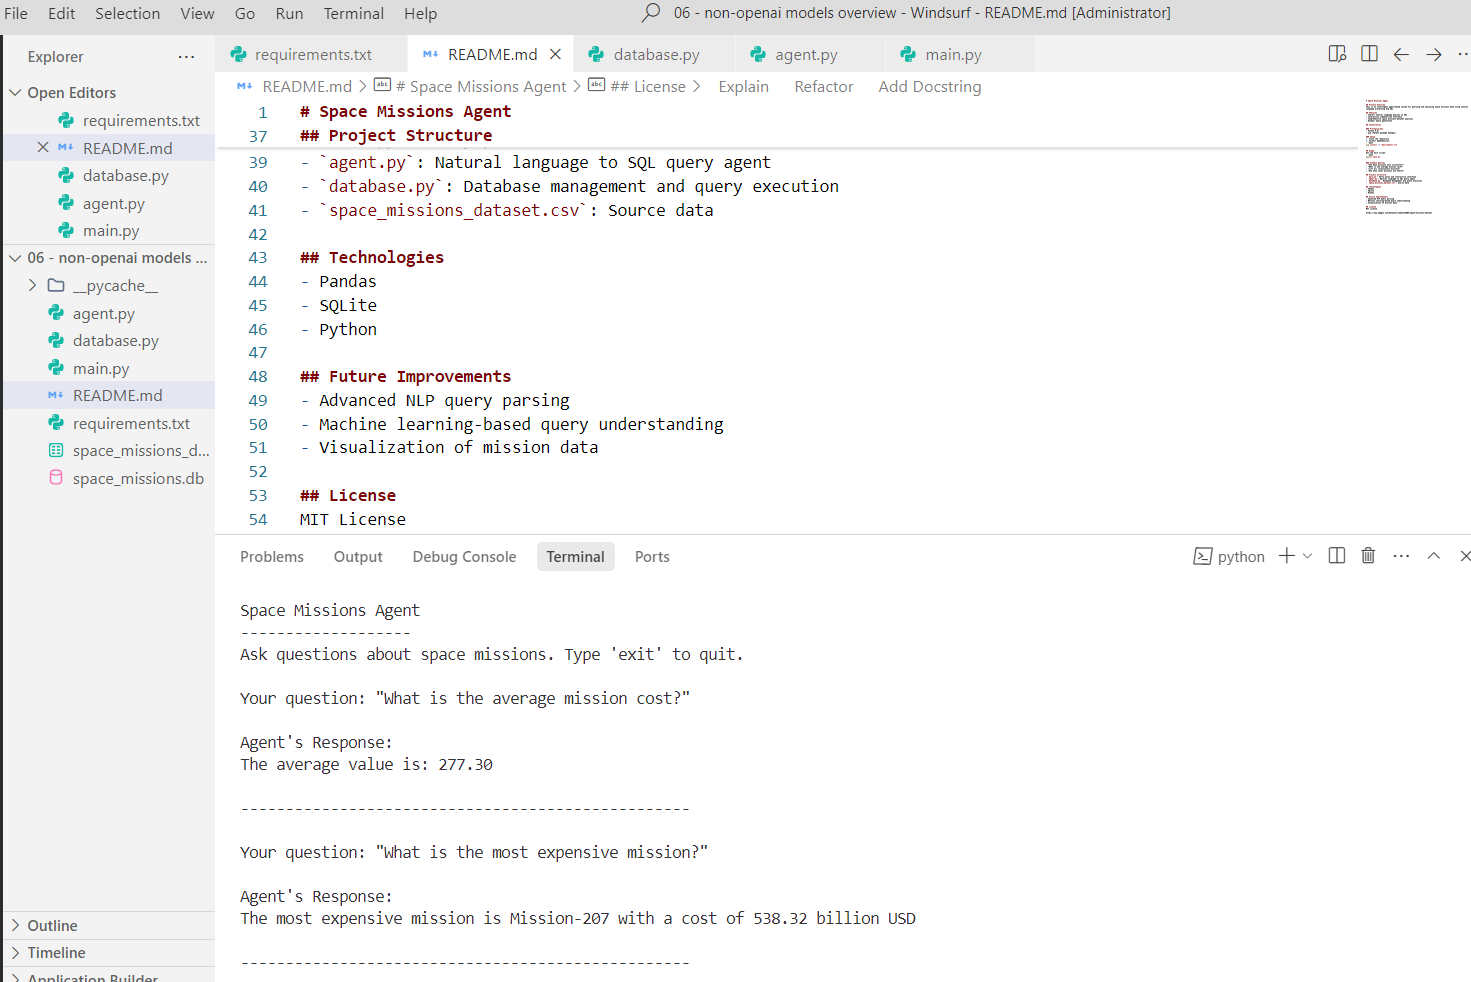 File Edit Selection View Go Run Terminal Help 06 - non-openai models overview - Windsurf - README.md [Administrator]
Explorer ...
Open Editors
requirements.txt
README.md
database.py
agent.py
main.py
06 - non-openai models ...
__pycache__
agent.py
database.py
main.py
README.md
requirements.txt
space_missions_d...
space_missions.db
Outline
Timeline
Application Builder
requirements.txt README.md database.py agent.py main.py
README.md > # Space Missions Agent > ## License > Explain Refactor Add Docstring
1 # Space Missions Agent
37 ## Project Structure
39 - `agent.py`: Natural language to SQL query agent
40 - `database.py`: Database management and query execution
41 - `space_missions_dataset.csv`: Source data
42
43 ## Technologies
44 - Pandas
45 - SQLite
46 - Python
47
48 ## Future Improvements
49 - Advanced NLP query parsing
50 - Machine learning-based query understanding
51 - Visualization of mission data
52
53 ## License
54 MIT License
Problems Output Debug Console Terminal Ports python
Space Missions Agent
-------------------
Ask questions about space missions. Type 'exit' to quit.
Your question: "What is the average mission cost?"
Agent's Response:
The average value is: 277.30
--------------------------------------------------
Your question: "What is the most expensive mission?"
Agent's Response:
The most expensive mission is Mission-207 with a cost of 538.32 billion USD
--------------------------------------------------